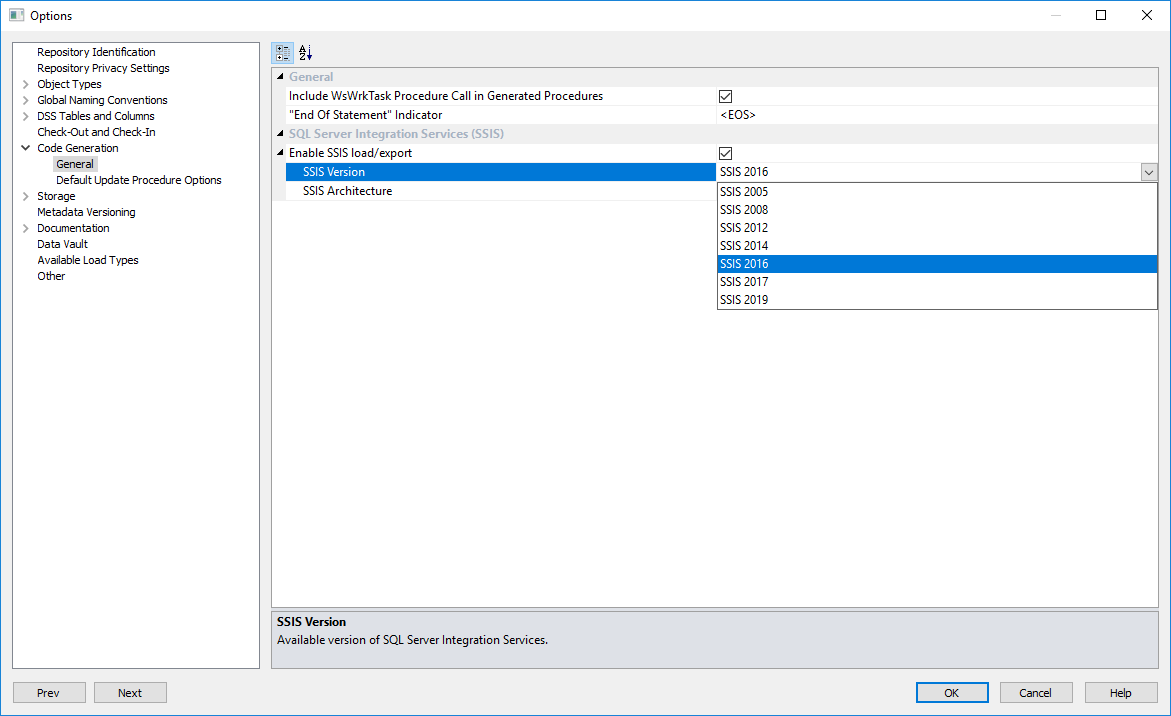 Options
Repository Identification
Repository Privacy Settings
Object Types
Global Naming Conventions
DSS Tables and Columns
Check-Out and Check-In
Code Generation
General
Default Update Procedure Options
Storage
Metadata Versioning
Documentation
Data Vault
Available Load Types
Other
A
Z
General
Include WsWrkTask Procedure Call in Generated Procedures
"End Of Statement" Indicator <EOS>
SQL Server Integration Services (SSIS)
Enable SSIS load/export
SSIS Version SSIS 2016
SSIS Architecture
SSIS 2005
SSIS 2008
SSIS 2012
SSIS 2014
SSIS 2016
SSIS 2017
SSIS 2019
SSIS Version
Available version of SQL Server Integration Services.
Prev Next OK Cancel Help